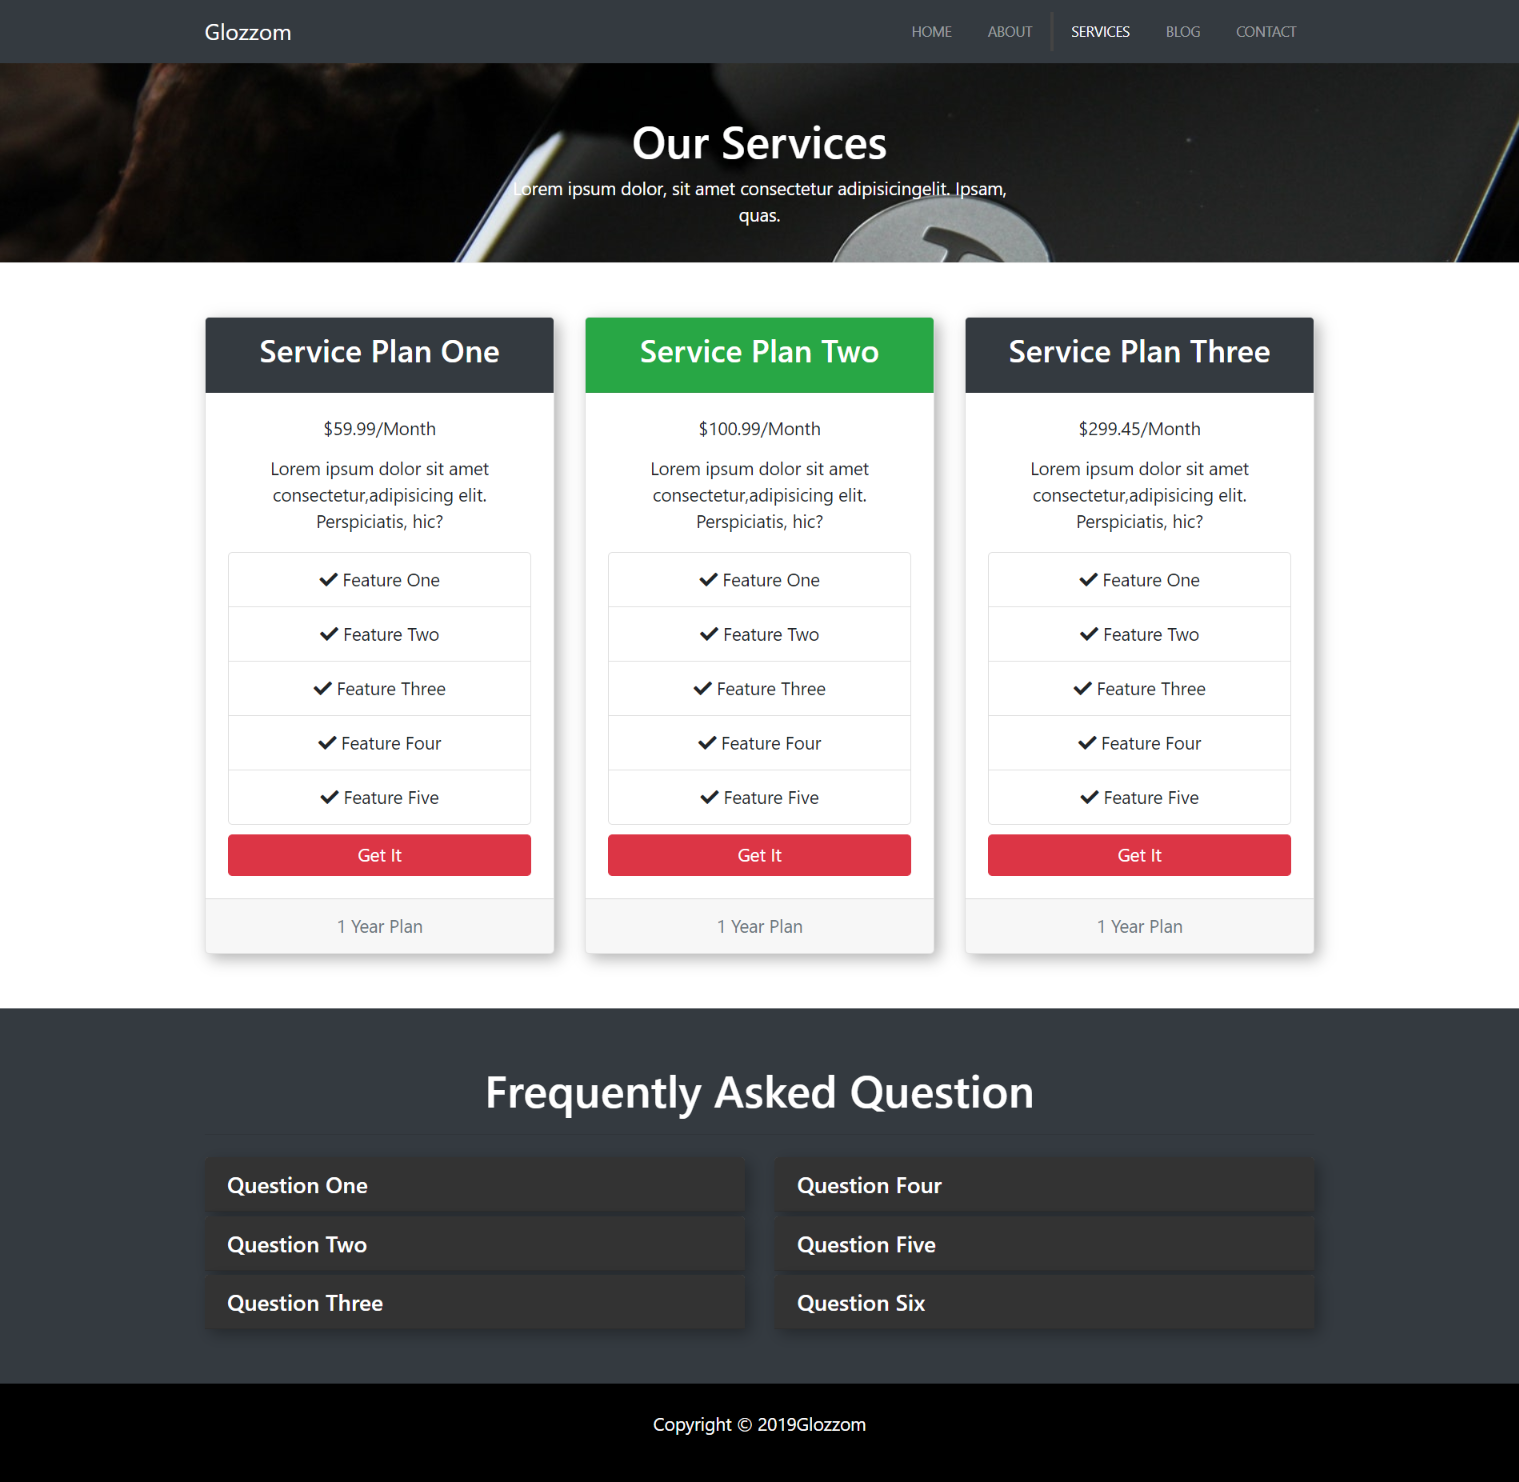 Glozzom
HOME ABOUT SERVICES BLOG CONTACT
Our Services
Lorem ipsum dolor, sit amet consectetur adipisicingelit. Ipsam,
quas.
Service Plan One
$59.99/Month
Lorem ipsum dolor sit amet
consectetur,adipisicing elit.
Perspiciatis, hic?
Feature One
Feature Two
Feature Three
Feature Four
Feature Five
Get It
1 Year Plan
Service Plan Two
$100.99/Month
Lorem ipsum dolor sit amet
consectetur,adipisicing elit.
Perspiciatis, hic?
Feature One
Feature Two
Feature Three
Feature Four
Feature Five
Get It
1 Year Plan
Service Plan Three
$299.45/Month
Lorem ipsum dolor sit amet
consectetur,adipisicing elit.
Perspiciatis, hic?
Feature One
Feature Two
Feature Three
Feature Four
Feature Five
Get It
1 Year Plan
Frequently Asked Question
Question One
Question Two
Question Three
Question Four
Question Five
Question Six
Copyright © 2019Glozzom